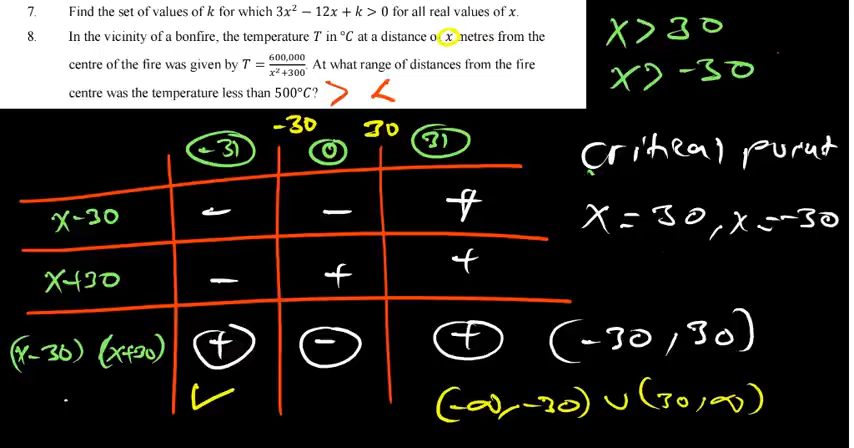 7. Find the set of values of k for which 3x² − 12x + k > 0 for all real values of x.
8. In the vicinity of a bonfire, the temperature T in °C at a distance o x metres from the
centre of the fire was given by T = 600,000/x²+300. At what range of distances from the fire
centre was the temperature less than 500°C? > <
x > 30
x > -30
-30 30
-31 0 31
critical
x = 30, x = -30
x-30 - - +
x+30 - + +
(x-30) (x+30) + - + (-30, 30)
✓ (-∞, -30) ∪ (30, ∞)